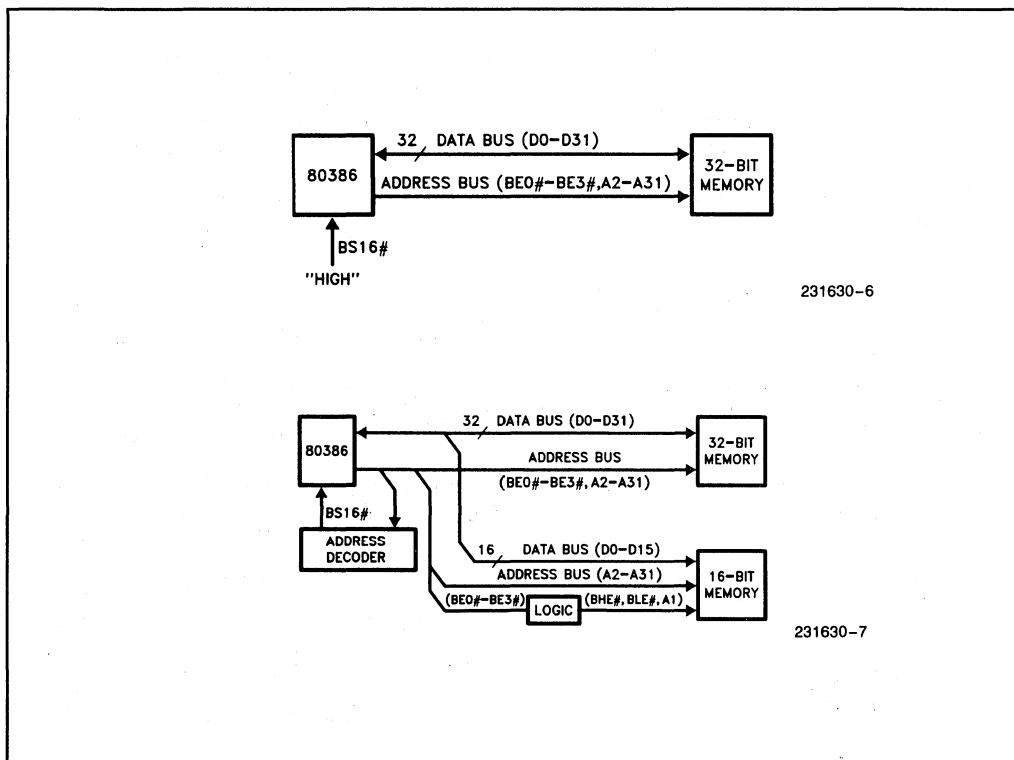 32 DATA BUS (D0-D31)
80386
32-BIT
MEMORY
ADDRESS BUS (BE0#-BE3#,A2-A31)
BS16#
"HIGH"
231630-6
32 DATA BUS (D0-D31)
80386
32-BIT
MEMORY
ADDRESS BUS
(BE0#-BE3#,A2-A31)
BS16#
ADDRESS
DECODER
16 DATA BUS (D0-D15)
ADDRESS BUS (A2-A31)
16-BIT
MEMORY
(BE0#-BE3#)
LOGIC
(BHE#,BLE#,A1)
231630-7